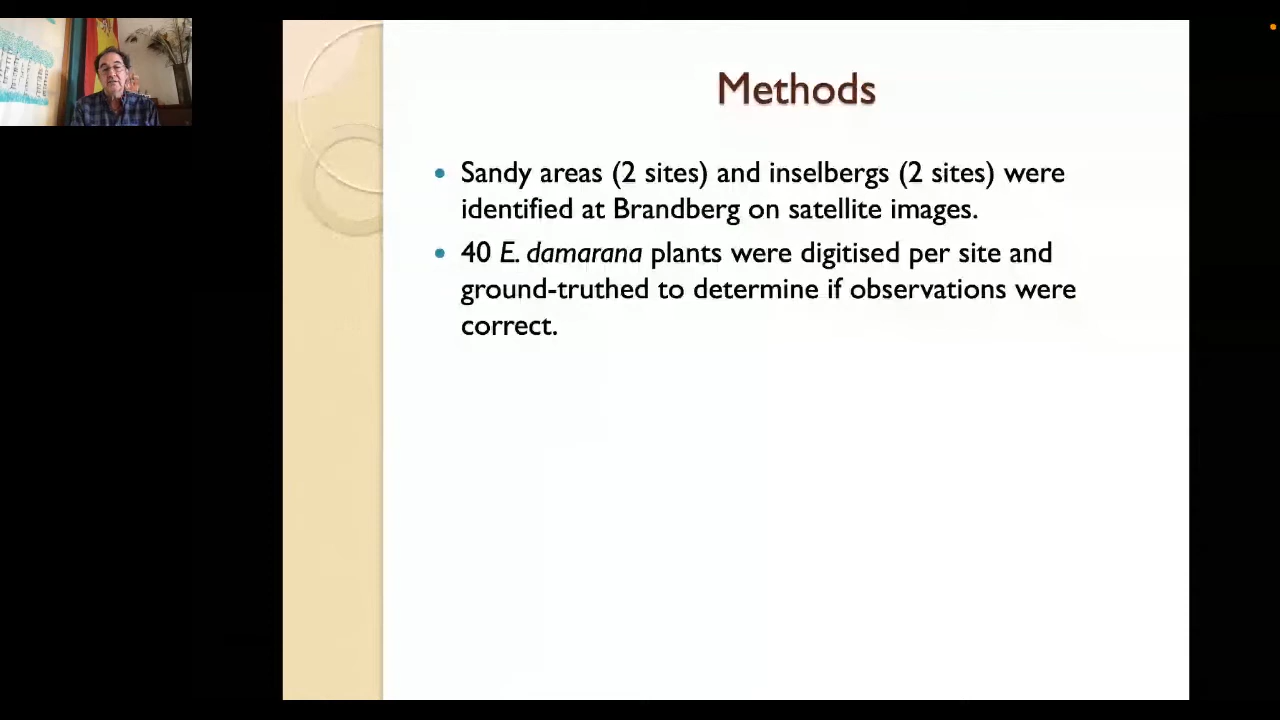 Methods
• Sandy areas (2 sites) and inselbergs (2 sites) were
identified at Brandberg on satellite images.
• 40 E. damarana plants were digitised per site and
ground-truthed to determine if observations were
correct.